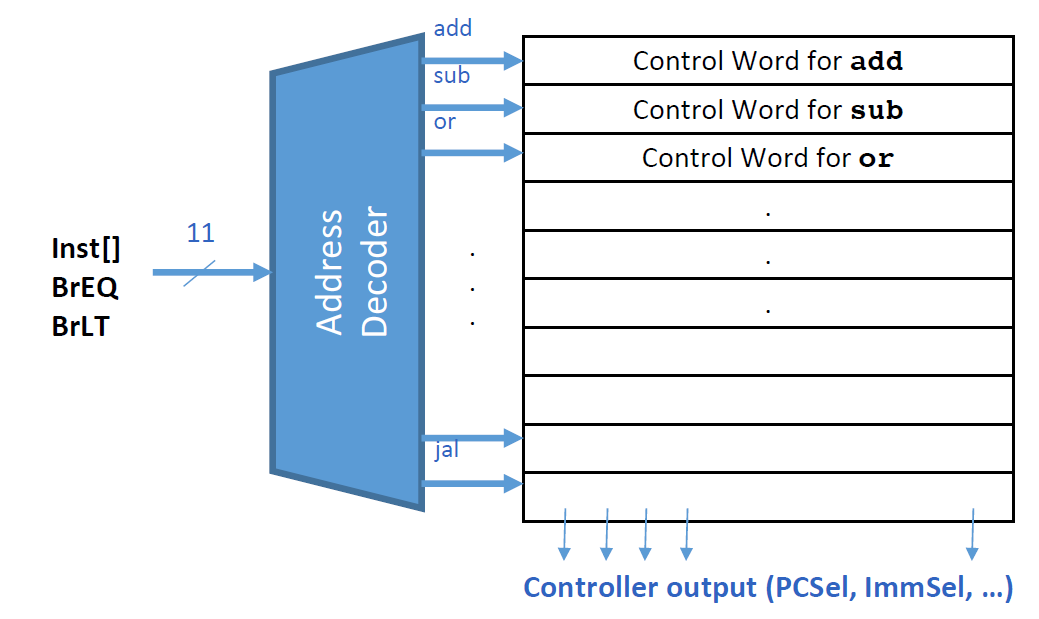 add
Control Word for add
sub
Control Word for sub
or
Control Word for or
.
.
.
11
Inst[]
BrEQ
BrLT
Address
Decoder
.
.
.
jal
Controller output (PCSel, ImmSel, ...)